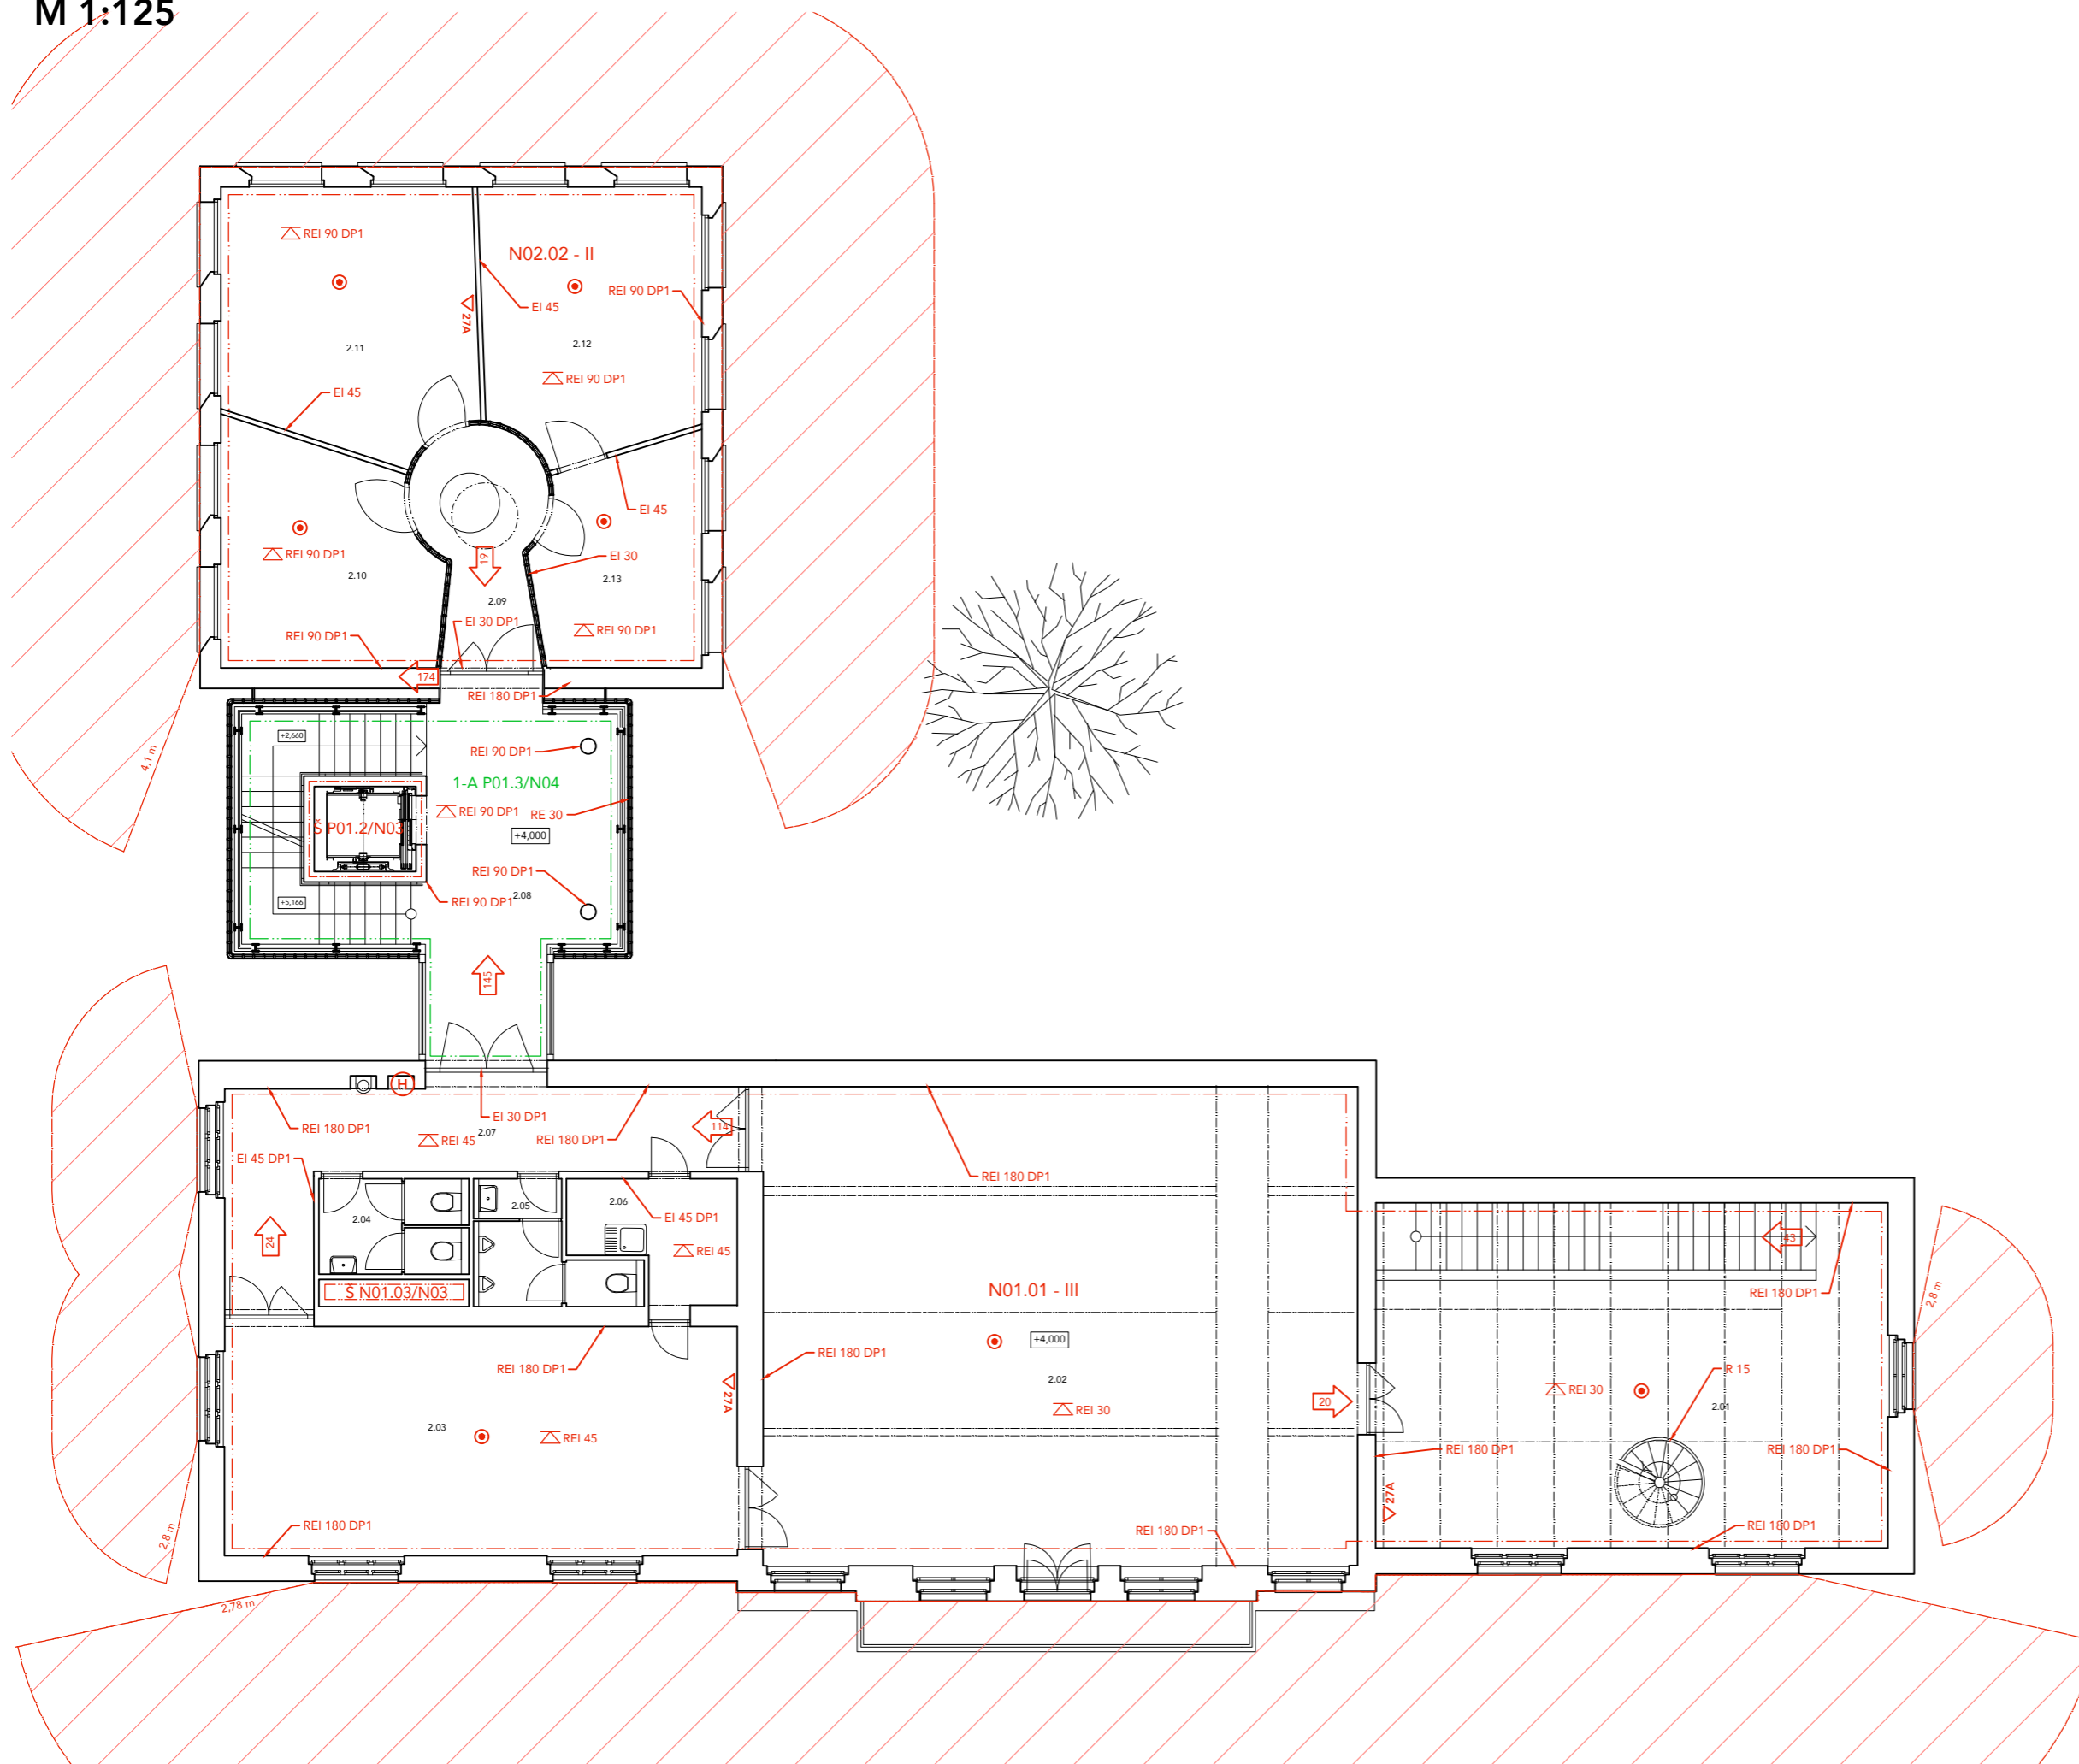 M 1:125
REI 90 DP1
N02.02 - II
REI 90 DP1
EI 45
27A
2.11
2.12
REI 90 DP1
EI 45
EI 45
REI 90 DP1
19
EI 30
2.10
2.13
2.09
EI 30 DP1
REI 90 DP1
REI 90 DP1
174
REI 180 DP1
+2,660
REI 90 DP1
4,1 m
1-A P01.3/N04
REI 90 DP1
RE 30
Š P01.2/N03
+4,000
REI 90 DP1
2.08
+5,166
REI 90 DP1
145
H
EI 30 DP1
REI 180 DP1
2.07
REI 45
REI 180 DP1
114
EI 45 DP1
REI 180 DP1
2.04
2.05
2.06
EI 45 DP1
24
REI 45
43
Š N01.03/N03
N01.01 - III
REI 180 DP1
2,8 m
+4,000
REI 180 DP1
REI 180 DP1
R 15
2.02
27A
20
REI 30
2.01
REI 30
2.03
REI 45
REI 180 DP1
REI 180 DP1
27A
2,8 m
REI 180 DP1
REI 180 DP1
REI 180 DP1
2,78 m